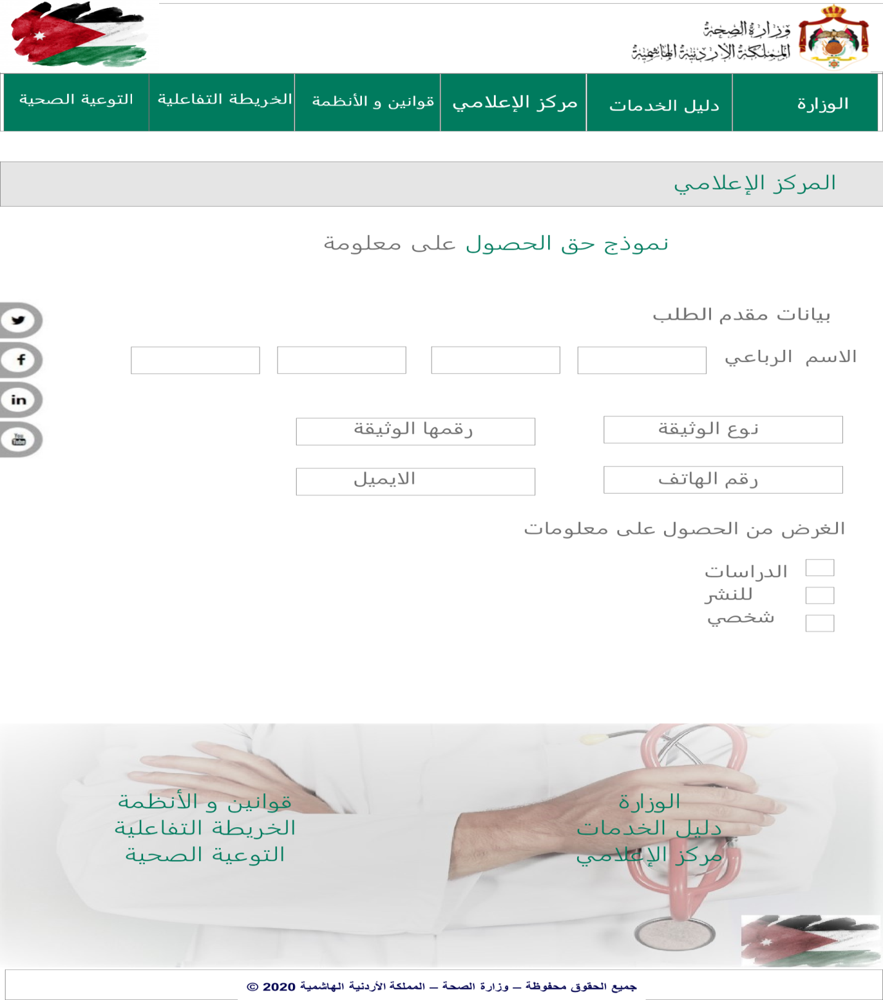 وزارة الصحة
المملكة الاردنية الهاشمية
الوزارة
دليل الخدمات
مركز الإعلامي
قوانين و الأنظمة
الخريطة التفاعلية
التوعية الصحية
المركز الإعلامي
نموذج حق الحصول على معلومة
بيانات مقدم الطلب
الاسم الرباعي
نوع الوثيقة
رقمها الوثيقة
رقم الهاتف
الايميل
in
You
Tube
الغرض من الحصول على معلومات
الدراسات
للنشر
شخصي
الوزارة
دليل الخدمات
مركز الإعلامي
قوانين و الأنظمة
الخريطة التفاعلية
التوعية الصحية
جميع الحقوق محفوظة – وزارة الصحة – المملكة الأردنية الهاشمية 2020 ©